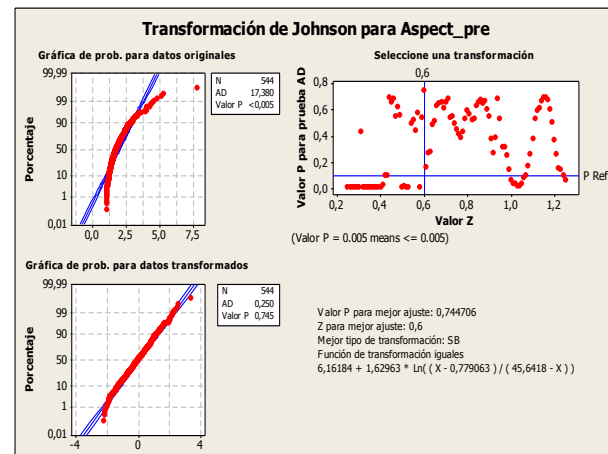 Transformación de Johnson para Aspect_pre
Gráfica de prob. para datos originales
Porcentaje
99,99
99
90
50
10
1
0,01
0,0
2,5
5,0
7,5
N 544
AD 17,380
Valor P <0,005
Seleccione una transformación
0,6
Valor P para prueba AD
0,8
0,6
0,4
0,2
0,0
P Ref
0,2
0,4
0,6
0,8
1,0
1,2
Valor Z
(Valor P = 0.005 means <= 0.005)
Gráfica de prob. para datos transformados
Porcentaje
99,99
99
90
50
10
1
0,01
-4
0
4
N 544
AD 0,250
Valor P 0,745
Valor P para mejor ajuste: 0,744706
Z para mejor ajuste: 0,6
Mejor tipo de transformación: SB
Función de transformación iguales
6,16184 + 1,62963 * Ln( ( X - 0,779063 ) / ( 45,6418 - X ) )